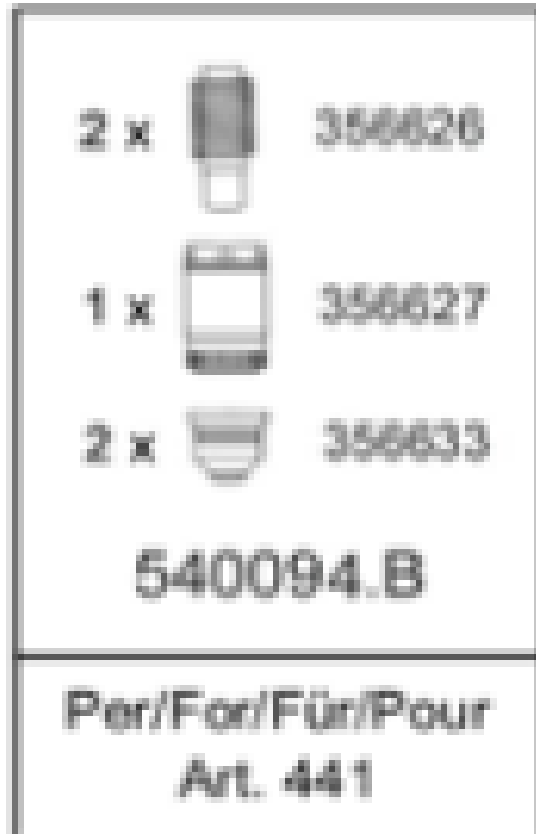 2 x 356626
1 x 356627
2 x 356633
540094.B
Per/For/Für/Pour
Art. 441